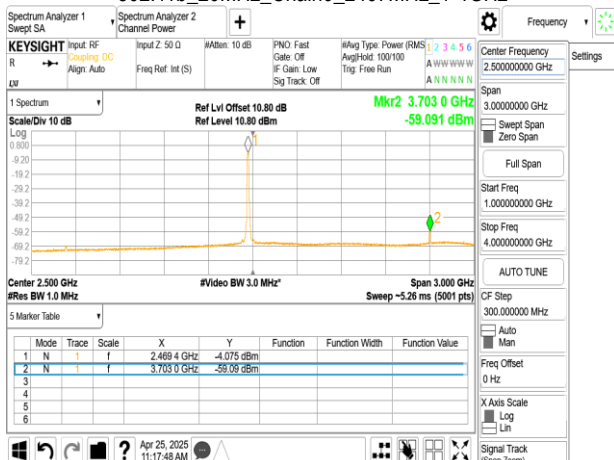 Spectrum Analyzer 1
Swept SA
Spectrum Analyzer 2
Channel Power
Frequency
Settings
KEYSIGHT
R
LXI
Input: RF
Coupling: DC
Align: Auto
Input Z: 50 Ω
Freq Ref: Int (S)
#Atten: 10 dB
PNO: Fast
Gate: Off
IF Gain: Low
Sig Track: Off
#Avg Type: Power (RMS
Avg|Hold: 100/100
Trig: Free Run
1 2 3 4 5 6
A W W W W W
A N N N N N
1 Spectrum
Scale/Div 10 dB
Ref Lvl Offset 10.80 dB
Ref Level 10.80 dBm
Mkr2 3.703 0 GHz
-59.091 dBm
Log
0.800
-9.20
-19.2
-29.2
-39.2
-49.2
-59.2
-69.2
-79.2
1
2
Center 2.500 GHz
#Res BW 1.0 MHz
#Video BW 3.0 MHz*
Span 3.000 GHz
Sweep ~5.26 ms (5001 pts)
5 Marker Table
Mode Trace Scale X Y Function Function Width Function Value
1 N 1 f 2.469 4 GHz -4.075 dBm
2 N 1 f 3.703 0 GHz -59.09 dBm
3
4
5
6
Apr 25, 2025
11:17:48 AM
Center Frequency
2.500000000 GHz
Span
3.00000000 GHz
Swept Span
Zero Span
Full Span
Start Freq
1.000000000 GHz
Stop Freq
4.000000000 GHz
AUTO TUNE
CF Step
300.000000 MHz
Auto
Man
Freq Offset
0 Hz
X Axis Scale
Log
Lin
Signal Track
(Span Zoom)